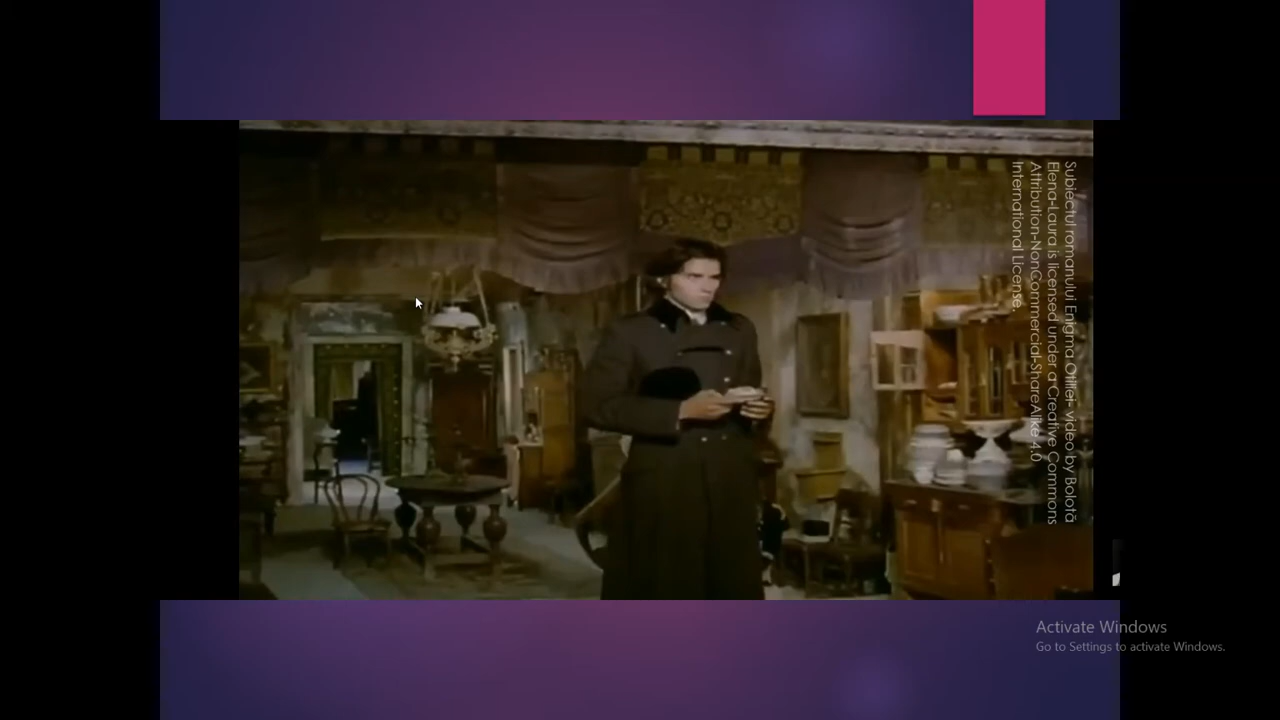 Subiectul romanului Enigma Otiliei- video by Bolotă
Elena-Laura is licensed under a Creative Commons
Attribution-NonCommercial-ShareAlike 4.0
International License.
Activate Windows
Go to Settings to activate Windows.